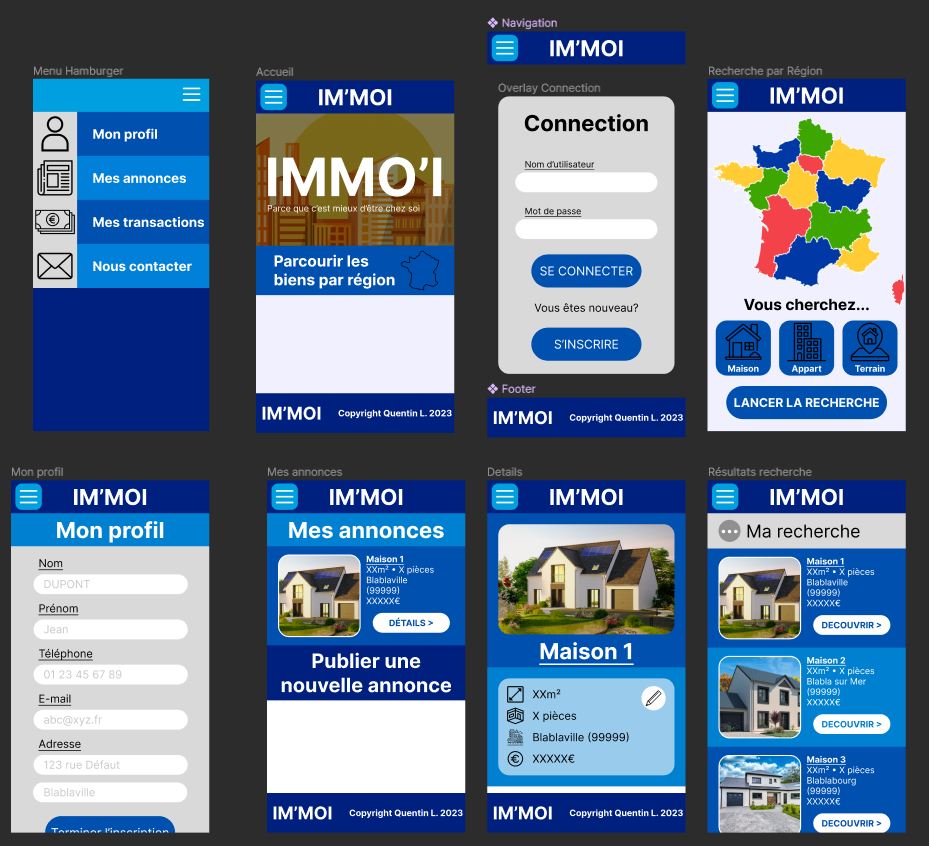 Menu Hamburger
Mon profil
Mes annonces
Mes transactions
Nous contacter
Accueil
IM’MOI
IMMO’I
Parce que c’est mieux d’être chez soi
Parcourir les
biens par région
IM’MOI
Copyright Quentin L. 2023
Navigation
IM’MOI
Overlay Connection
Connection
Nom d’utilisateur
Mot de passe
SE CONNECTER
Vous êtes nouveau?
S’INSCRIRE
Footer
IM’MOI
Copyright Quentin L. 2023
Recherche par Région
IM’MOI
Vous cherchez...
Maison
Appart
Terrain
LANCER LA RECHERCHE
Mon profil
IM’MOI
Mon profil
Nom
DUPONT
Prénom
Jean
Téléphone
01 23 45 67 89
E-mail
abc@xyz.fr
Adresse
123 rue Défaut
Blablaville
Terminer l’inscription
Mes annonces
IM’MOI
Mes annonces
Maison 1
XXm² • X pièces
Blablaville
(99999)
XXXXX€
DÉTAILS >
Publier une
nouvelle annonce
IM’MOI
Copyright Quentin L. 2023
Details
IM’MOI
Maison 1
XXm²
X pièces
Blablaville (99999)
XXXXX€
IM’MOI
Copyright Quentin L. 2023
Résultats recherche
IM’MOI
Ma recherche
Maison 1
XXm² • X pièces
Blablaville
(99999)
XXXXX€
DECOUVRIR >
Maison 2
XXm² • X pièces
Blabla sur Mer
(99999)
XXXXX€
DECOUVRIR >
Maison 3
XXm² • X pièces
Blablabourg
(99999)
XXXXX€
DECOUVRIR >